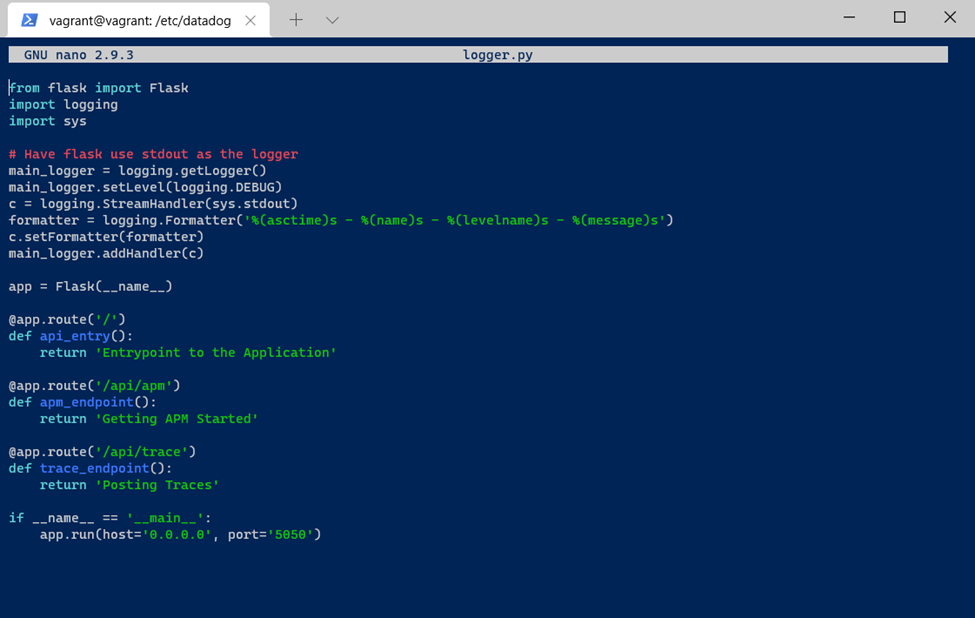 vagrant@vagrant: /etc/datadog
GNU nano 2.9.3 logger.py
from flask import Flask
import logging
import sys
# Have flask use stdout as the logger
main_logger = logging.getLogger()
main_logger.setLevel(logging.DEBUG)
c = logging.StreamHandler(sys.stdout)
formatter = logging.Formatter('%(asctime)s - %(name)s - %(levelname)s - %(message)s')
c.setFormatter(formatter)
main_logger.addHandler(c)
app = Flask(__name__)
@app.route('/')
def api_entry():
    return 'Entrypoint to the Application'
@app.route('/api/apm')
def apm_endpoint():
    return 'Getting APM Started'
@app.route('/api/trace')
def trace_endpoint():
    return 'Posting Traces'
if __name__ == '__main__':
    app.run(host='0.0.0.0', port='5050')